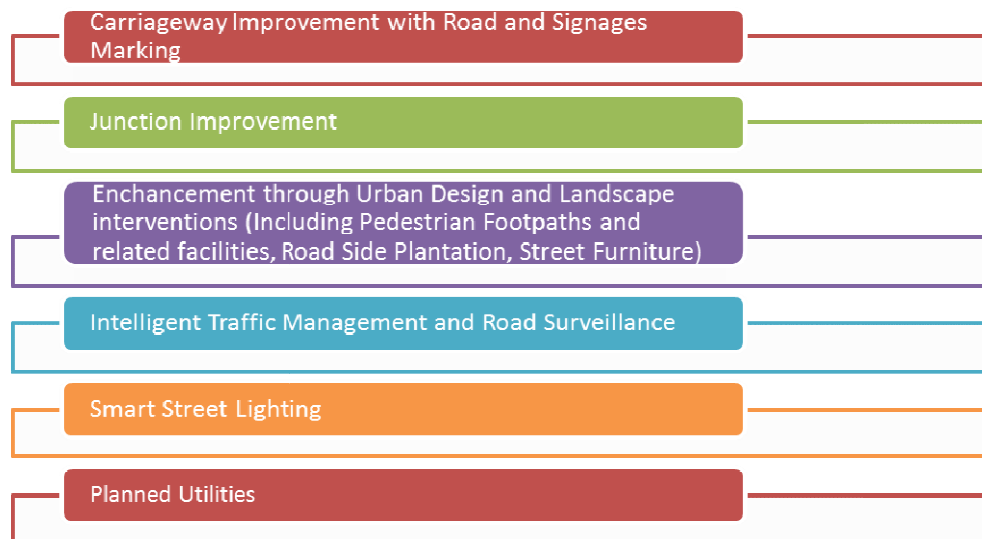 Carriageway Improvement with Road and Signages
Marking
Junction Improvement
Enchancement through Urban Design and Landscape
interventions (Including Pedestrian Footpaths and
related facilities, Road Side Plantation, Street Furniture)
Intelligent Traffic Management and Road Surveillance
Smart Street Lighting
Planned Utilities